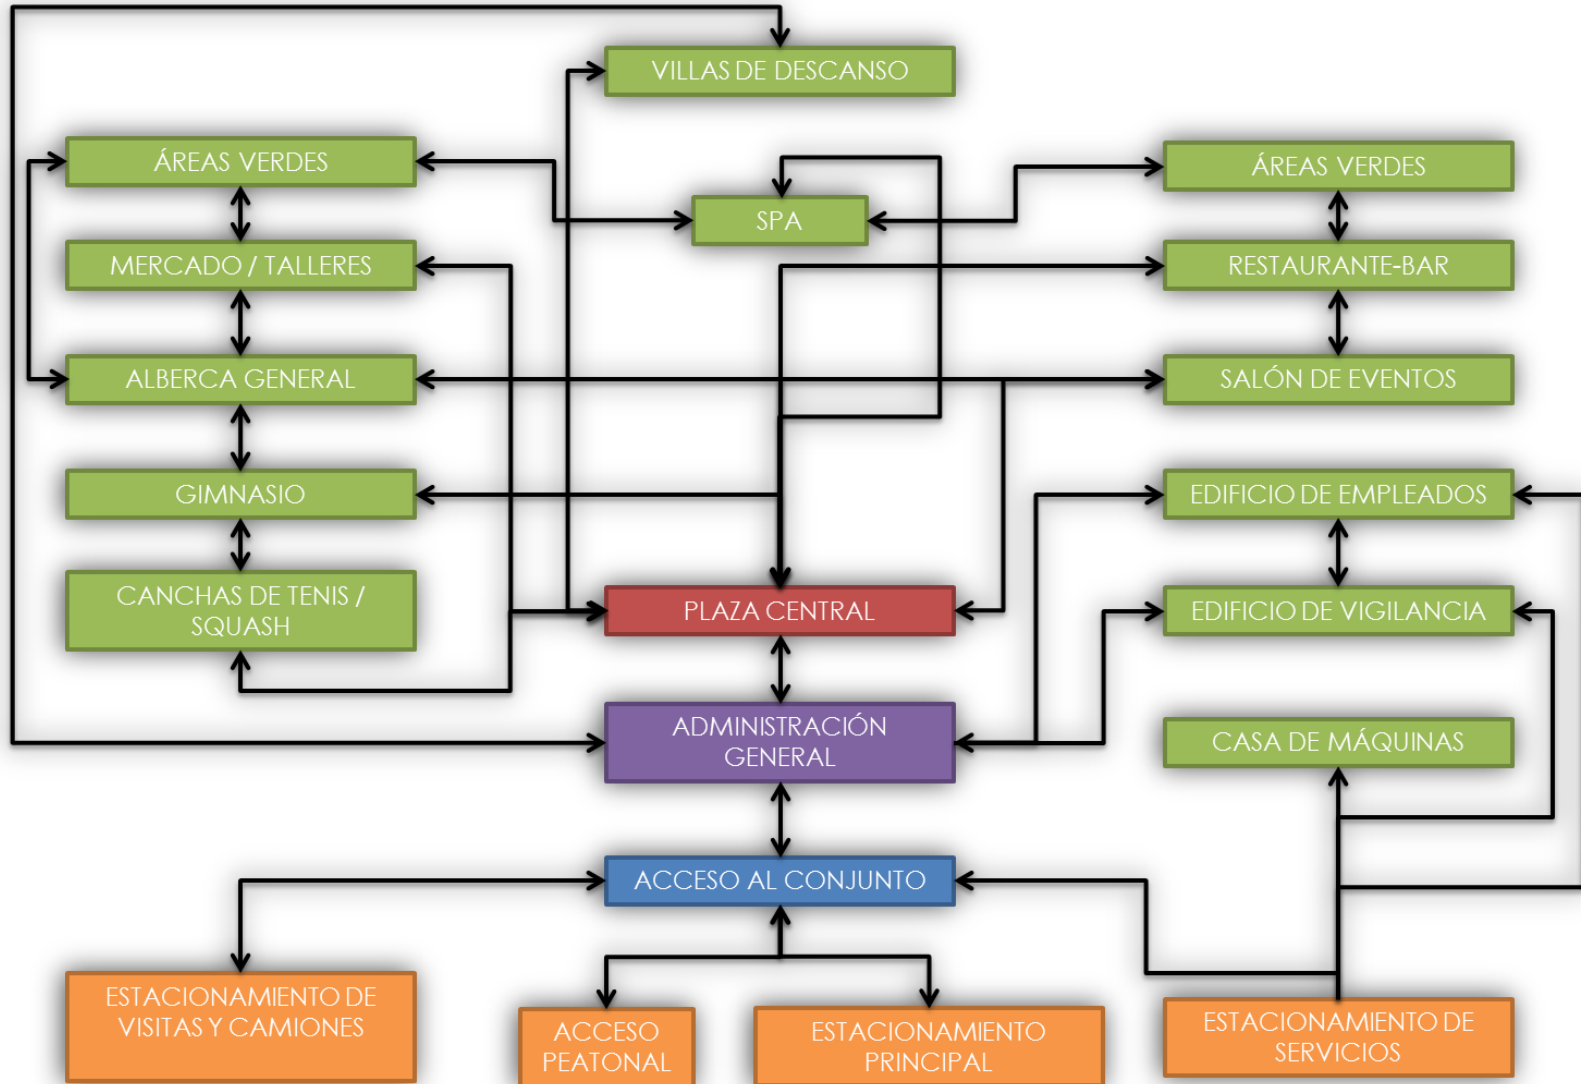 VILLAS DE DESCANSO
ÁREAS VERDES
ÁREAS VERDES
SPA
MERCADO / TALLERES
RESTAURANTE-BAR
ALBERCA GENERAL
SALÓN DE EVENTOS
GIMNASIO
EDIFICIO DE EMPLEADOS
CANCHAS DE TENIS /
SQUASH
PLAZA CENTRAL
EDIFICIO DE VIGILANCIA
ADMINISTRACIÓN
GENERAL
CASA DE MÁQUINAS
ACCESO AL CONJUNTO
ESTACIONAMIENTO DE
VISITAS Y CAMIONES
ACCESO
PEATONAL
ESTACIONAMIENTO
PRINCIPAL
ESTACIONAMIENTO DE
SERVICIOS